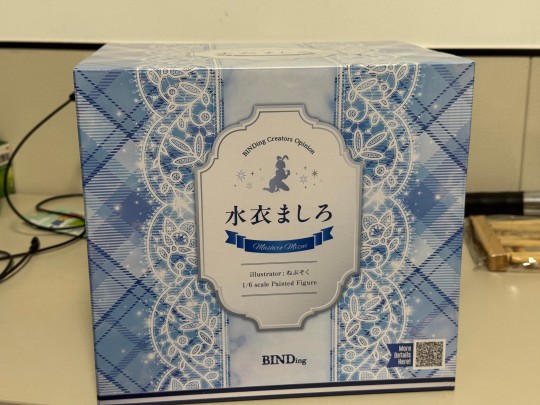 BINDing Creators Opinion
水衣ましろ
Mashiro Mizui
illustrator : ねぶそく
1/6 scale Painted Figure
BINDing
More
Details
Here!